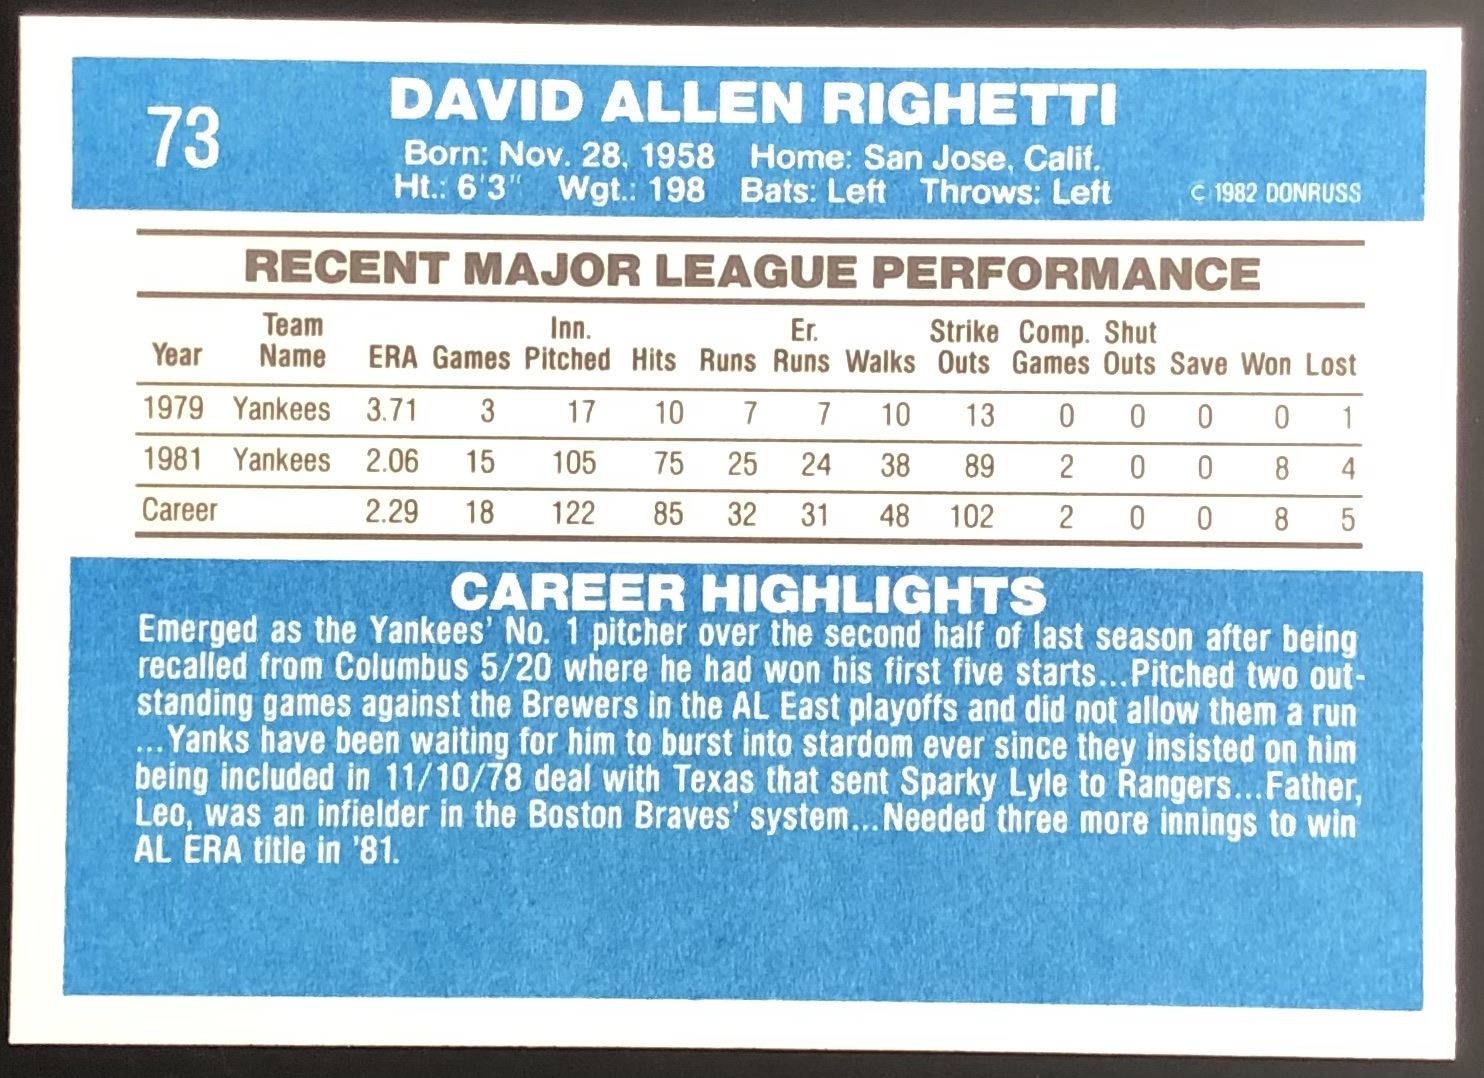 73
DAVID ALLEN RIGHETTI
Born: Nov. 28, 1958 Home: San Jose, Calif.
Ht.: 6'3" Wgt.: 198 Bats: Left Throws: Left
© 1982 DONRUSS
RECENT MAJOR LEAGUE PERFORMANCE
Team Inn. Er. Strike Comp. Shut
Year Name ERA Games Pitched Hits Runs Runs Walks Outs Games Outs Save Won Lost
1979 Yankees 3.71 3 17 10 7 7 10 13 0 0 0 0 1
1981 Yankees 2.06 15 105 75 25 24 38 89 2 0 0 8 4
Career 2.29 18 122 85 32 31 48 102 2 0 0 8 5
CAREER HIGHLIGHTS
Emerged as the Yankees' No. 1 pitcher over the second half of last season after being
recalled from Columbus 5/20 where he had won his first five starts...Pitched two out-
standing games against the Brewers in the AL East playoffs and did not allow them a run
...Yanks have been waiting for him to burst into stardom ever since they insisted on him
being included in 11/10/78 deal with Texas that sent Sparky Lyle to Rangers...Father,
Leo, was an infielder in the Boston Braves' system...Needed three more innings to win
AL ERA title in '81.